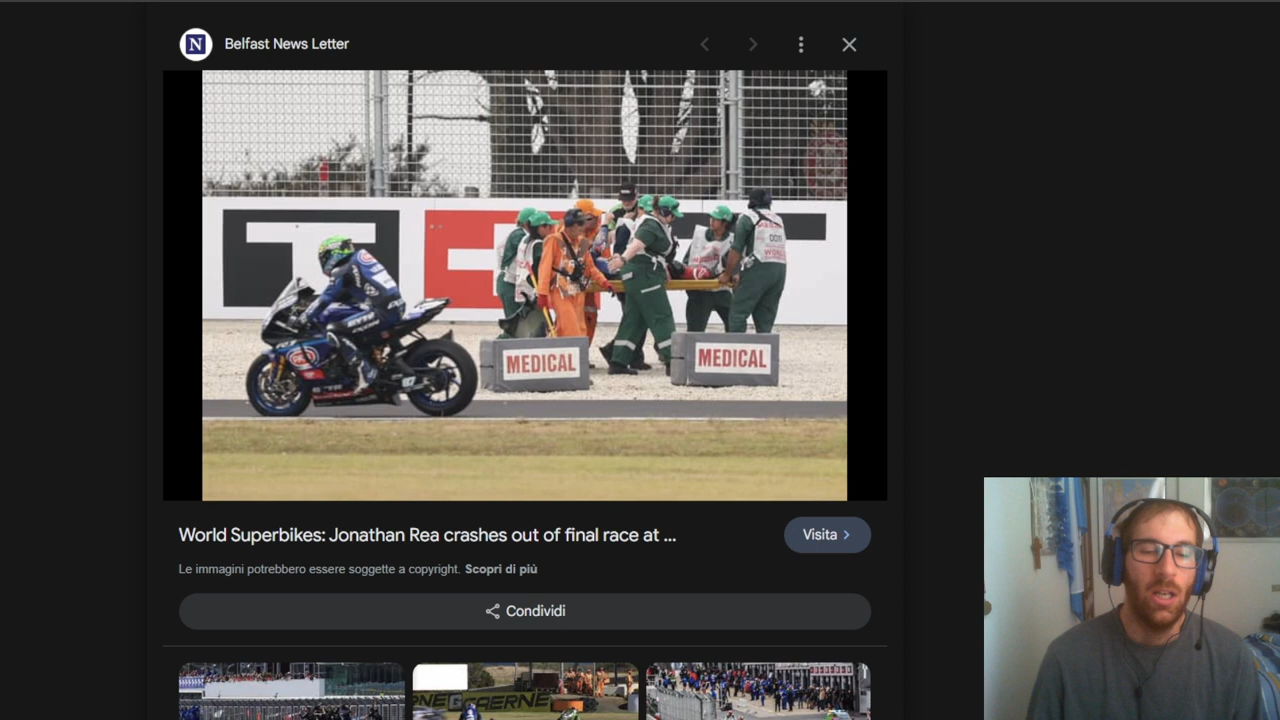 N
Belfast News Letter
MEDICAL
MEDICAL
World Superbikes: Jonathan Rea crashes out of final race at ...
Visita
Le immagini potrebbero essere soggette a copyright. Scopri di più
Condividi